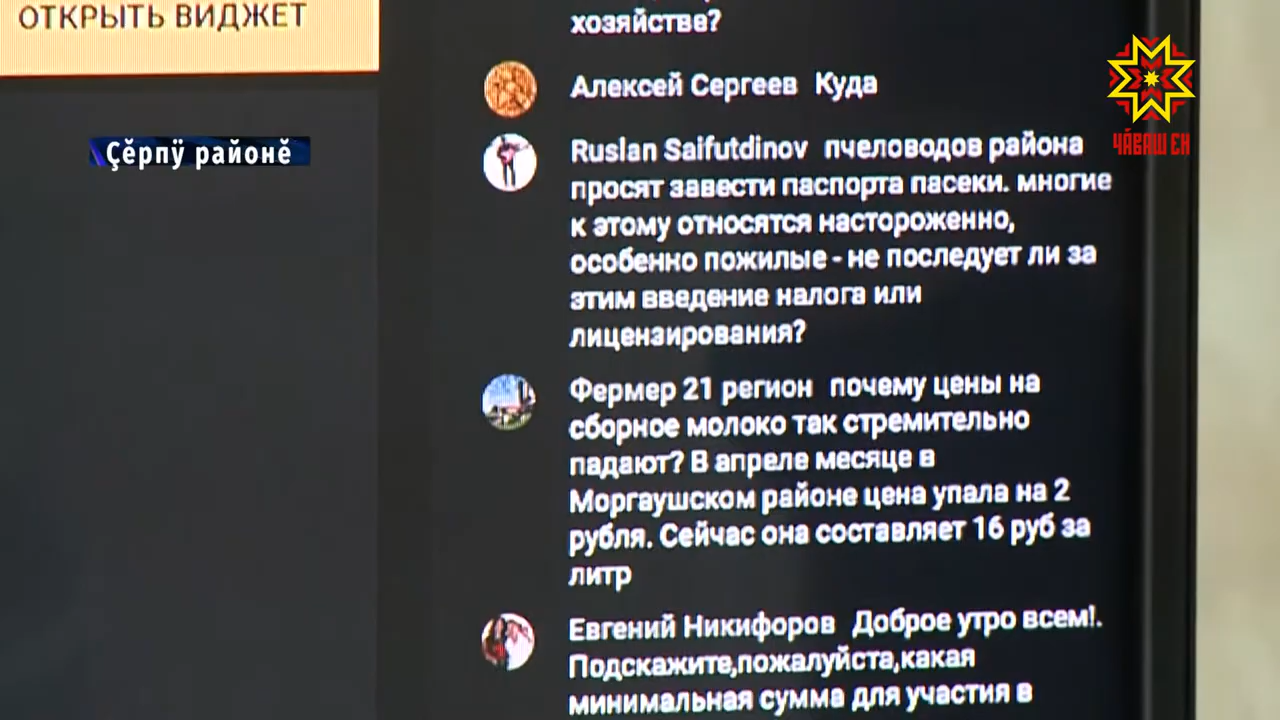 ОТКРЫТЬ ВИДЖЕТ
хозяйстве?
Алексей Сергеев Куда
Çĕрпӳ районĕ
ЧӐВАШ ЕН
Ruslan Saifutdinov пчеловодов района
просят завести паспорта пасеки. многие
к этому относятся настороженно,
особенно пожилые - не последует ли за
этим введение налога или
лицензирования?
Фермер 21 регион почему цены на
сборное молоко так стремительно
падают? В апреле месяце в
Моргаушском районе цена упала на 2
рубля. Сейчас она составляет 16 руб за
литр
Евгений Никифоров Доброе утро всем!.
Подскажите,пожалуйста,какая
минимальная сумма для участия в